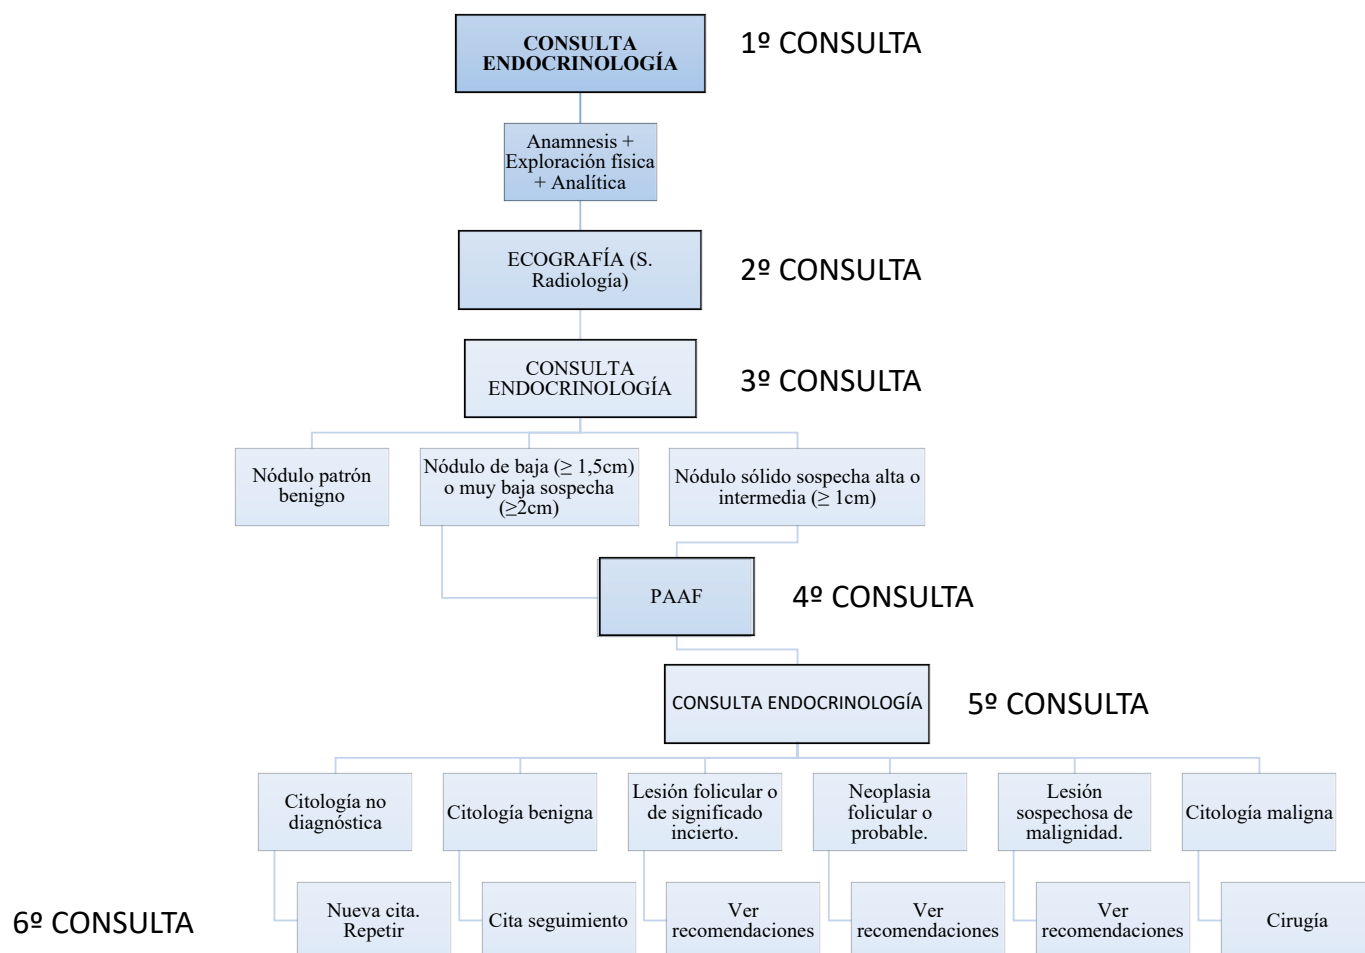 CONSULTA
ENDOCRINOLOGÍA
1º CONSULTA
Anamnesis +
Exploración física
+ Analítica
ECOGRAFÍA (S.
Radiología)
2º CONSULTA
CONSULTA
ENDOCRINOLOGÍA
3º CONSULTA
Nódulo patrón
benigno
Nódulo de baja (≥ 1,5cm)
o muy baja sospecha
(≥2cm)
Nódulo sólido sospecha alta o
intermedia (≥ 1cm)
PAAF
4º CONSULTA
CONSULTA ENDOCRINOLOGÍA
5º CONSULTA
Citología no
diagnóstica
Citología benigna
Lesión folicular o
de significado
incierto.
Neoplasia
folicular o
probable.
Lesión
sospechosa de
malignidad.
Citología maligna
6º CONSULTA
Nueva cita.
Repetir
Cita seguimiento
Ver
recomendaciones
Ver
recomendaciones
Ver
recomendaciones
Cirugía